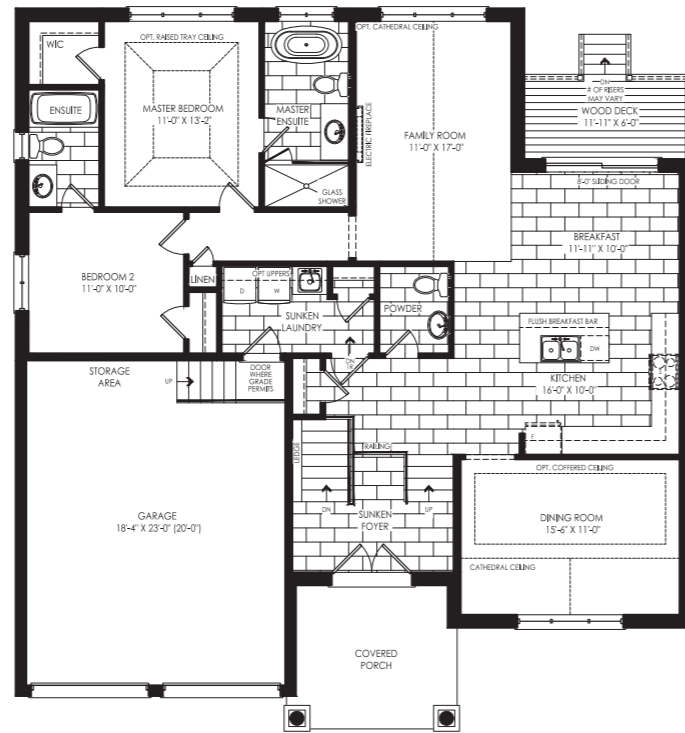 WIC
OPT. RAISED TRAY CEILING
MASTER BEDROOM
11'-0" X 13'-2"
ENSUITE
MASTER
ENSUITE
GLASS
SHOWER
OPT. CATHEDRAL CEILING
ELECTRIC FIREPLACE
FAMILY ROOM
11'-0" X 17'-0"
DN
# OF RISERS
MAY VARY
WOOD DECK
11'-11" X 6'-0"
8'-0" SLIDING DOOR
BREAKFAST
11'-11" X 10'-0"
BEDROOM 2
11'-0" X 10'-0"
LINEN
OPT UPPERS
D
W
SUNKEN
LAUNDRY
POWDER
DN
1R
FLUSH BREAKFAST BAR
DW
KITCHEN
16'-0" X 10'-0"
F
STORAGE
AREA
UP
DOOR
WHERE
GRADE
PERMITS
LEDGE
RAILING
DN
UP
SUNKEN
FOYER
GARAGE
18'-4" X 23'-0" (20'-0")
OPT. COFFERED CEILING
DINING ROOM
15'-6" X 11'-0"
CATHEDRAL CEILING
COVERED
PORCH